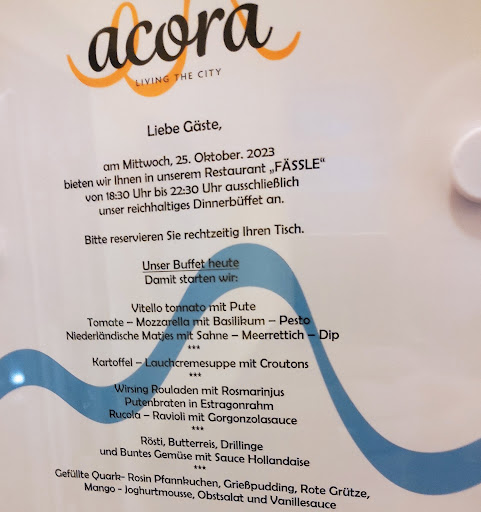 acora
LIVING THE CITY
Liebe Gäste,
am Mittwoch, 25. Oktober. 2023
bieten wir Ihnen in unserem Restaurant „FÄSSLE“
von 18:30 Uhr bis 22:30 Uhr ausschließlich
unser reichhaltiges Dinnerbüffet an.
Bitte reservieren Sie rechtzeitig Ihren Tisch.
Unser Buffet heute
Damit starten wir:
Vitello tonnato mit Pute
Tomate – Mozzarella mit Basilikum – Pesto
Niederländische Matjes mit Sahne – Meerrettich – Dip
***
Kartoffel – Lauchcremesuppe mit Croutons
***
Wirsing Rouladen mit Rosmarinjus
Putenbraten in Estragonrahm
Rucola – Ravioli mit Gorgonzolasauce
***
Rösti, Butterreis, Drillinge
und Buntes Gemüse mit Sauce Hollandaise
***
Gefüllte Quark- Rosin Pfannkuchen, Grießpudding, Rote Grütze,
Mango - Joghurtmousse, Obstsalat und Vanillesauce